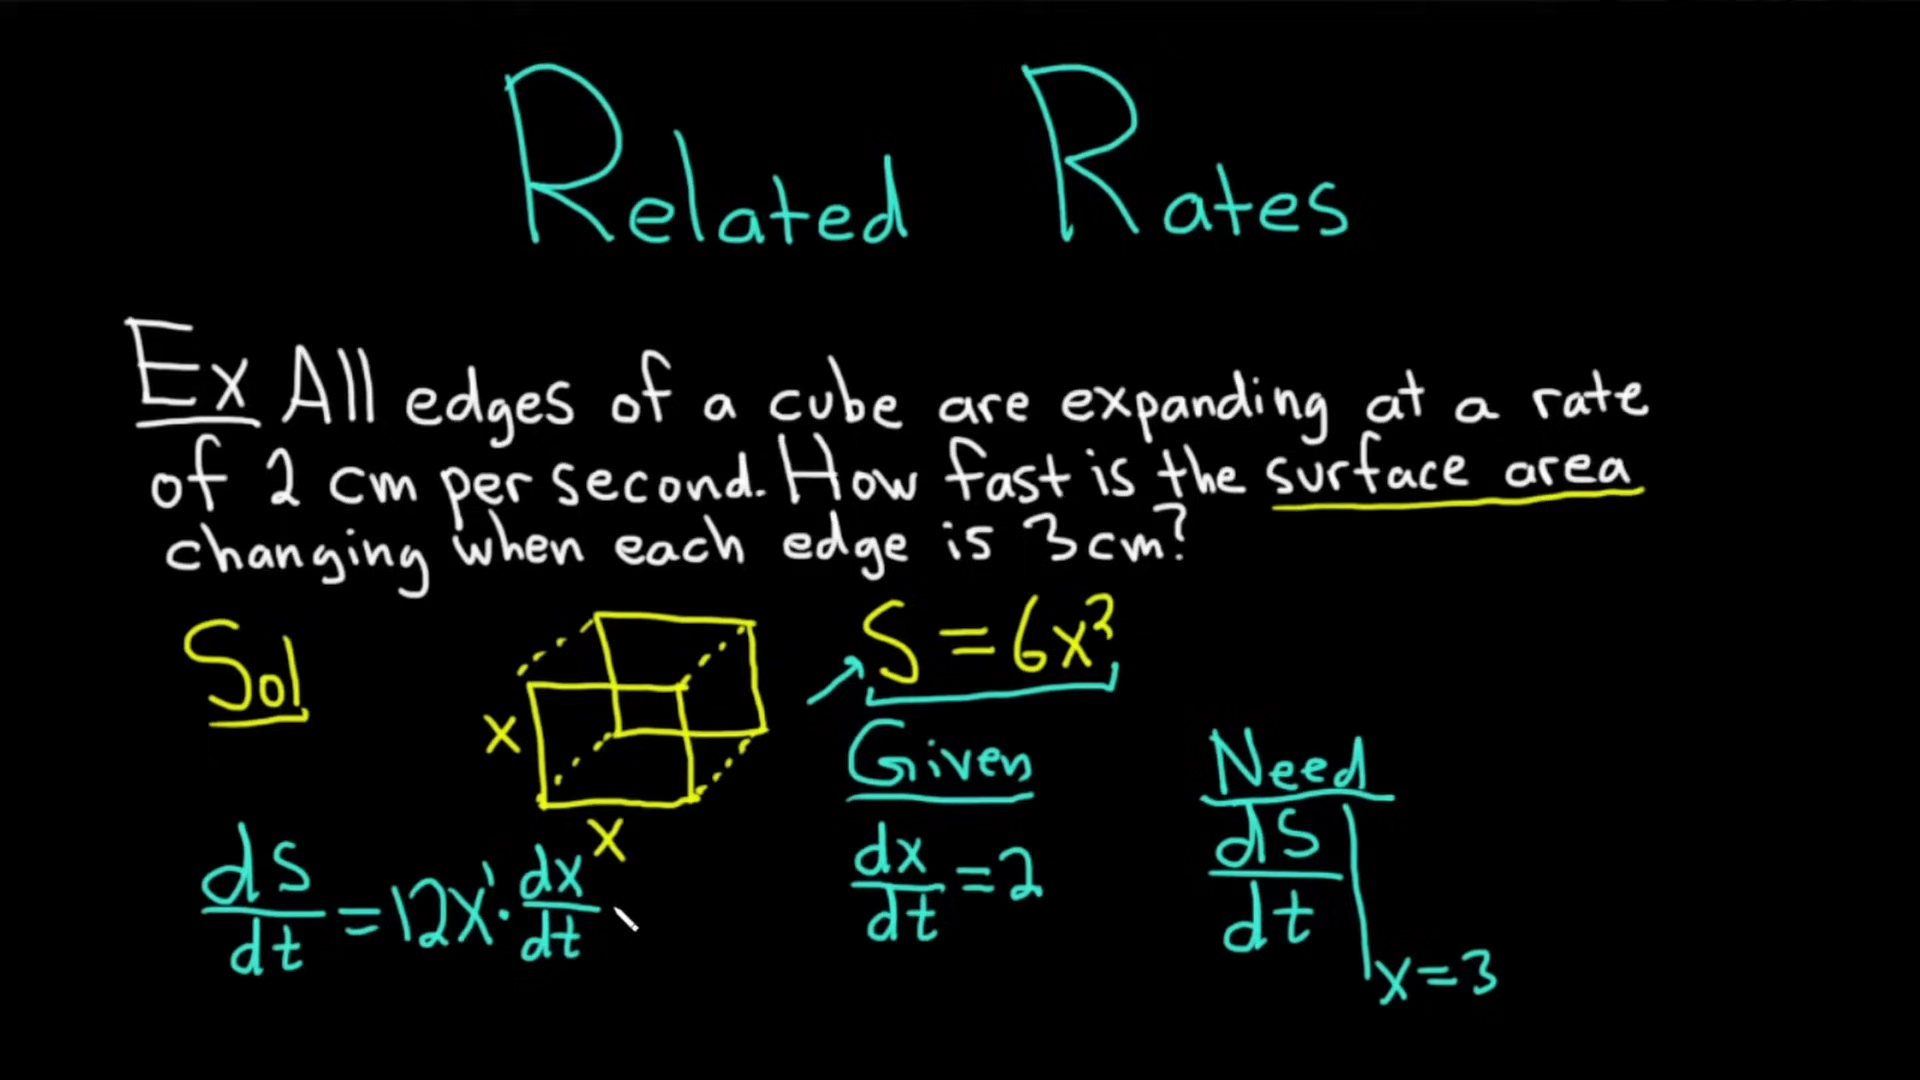 Related Rates
Ex All edges of a cube are expanding at a rate
of 2 cm per second. How fast is the surface area
changing when each edge is 3cm?
Sol
S = 6x²
x
x
Given
Need
dS/dt = 12x¹ · dx/dt
dx/dt = 2
dS/dt | x=3